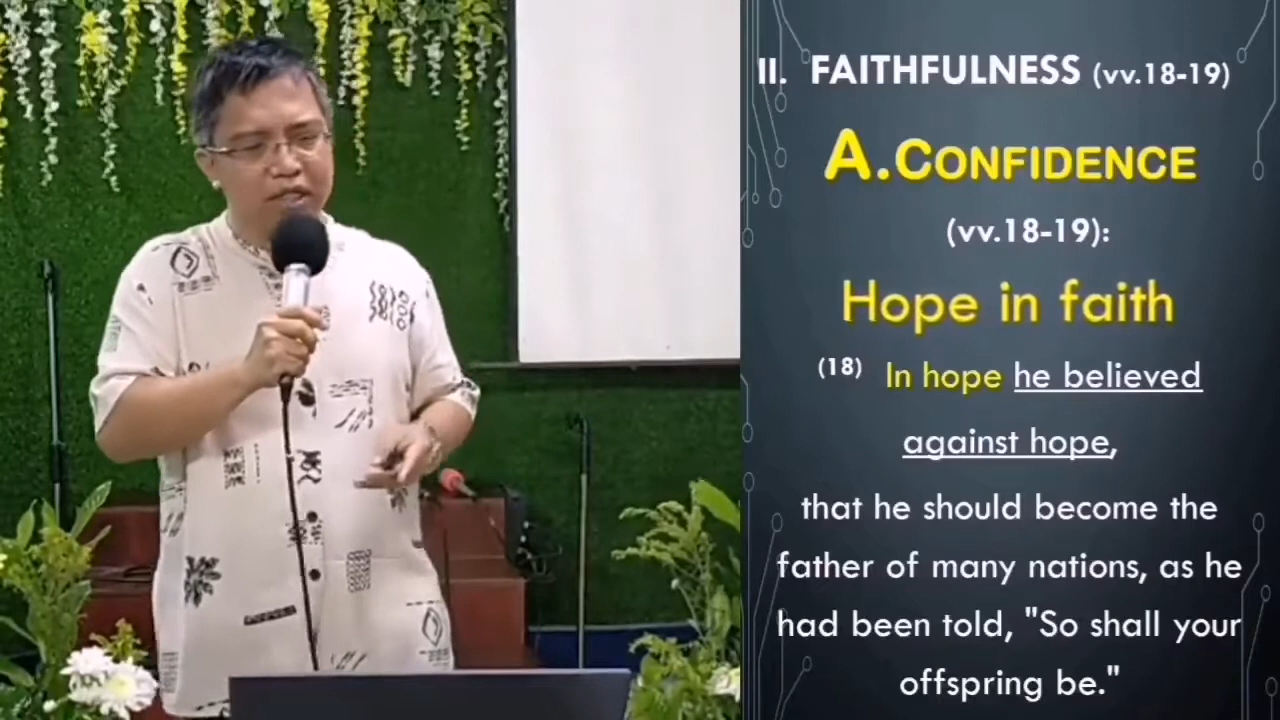 II. FAITHFULNESS (vv.18-19)
A.CONFIDENCE
(vv.18-19):
Hope in faith
(18) In hope he believed
against hope,
that he should become the
father of many nations, as he
had been told, "So shall your
offspring be."